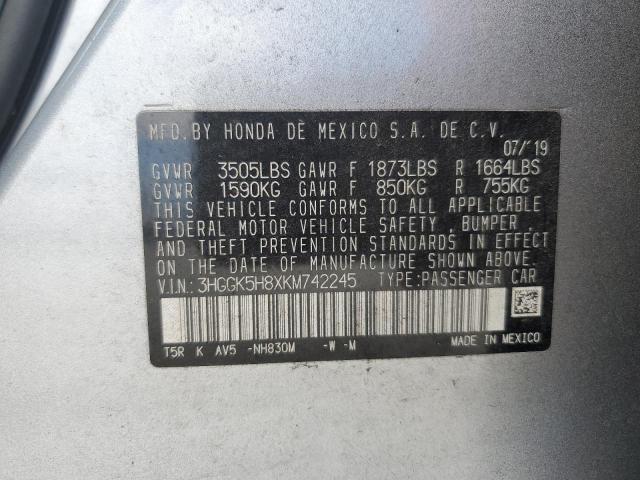 MFD.BY HONDA DE MEXICO S.A. DE C.V.
07/'19
GVWR 3505LBS GAWR F 1873LBS R 1664LBS
GVWR 1590KG GAWR F 850KG R 755KG
THIS VEHICLE CONFORMS TO ALL APPLICABLE
FEDERAL MOTOR VEHICLE SAFETY, BUMPER,
AND THEFT PREVENTION STANDARDS IN EFFECT
ON THE DATE OF MANUFACTURE SHOWN ABOVE.
V.I.N.: 3HGGK5H8XKM742245 TYPE:PASSENGER CAR
T5R K AV5 -NH830M -W -M
MADE IN MEXICO